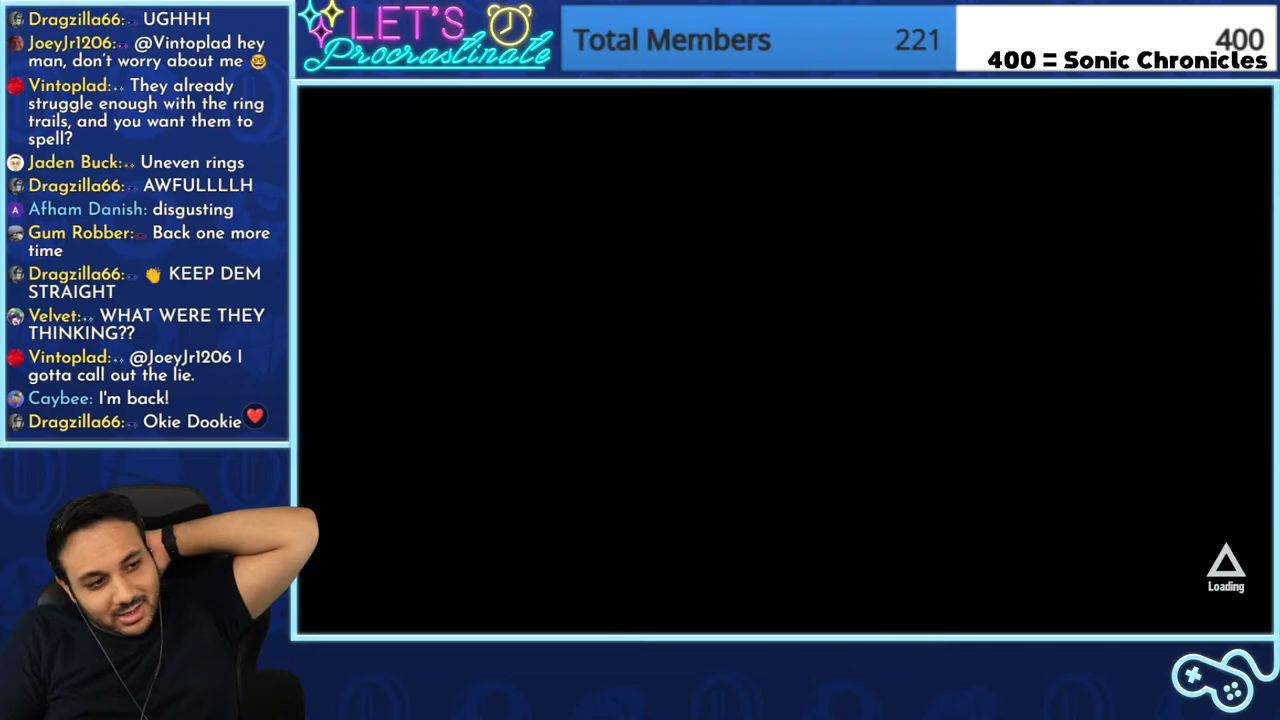 Dragzilla66: UGHHH
JoeyJr1206: @Vintoplad hey
man, don't worry about me 🤓
Vintoplad: They already
struggle enough with the ring
trails, and you want them to
spell?
Jaden Buck: Uneven rings
Dragzilla66: AWFULLLLH
A Afham Danish: disgusting
Gum Robber: Back one more
time
Dragzilla66: 👏 KEEP DEM
STRAIGHT
Velvet: WHAT WERE THEY
THINKING??
Vintoplad: @JoeyJr1206 I
gotta call out the lie.
Caybee: I'm back!
Dragzilla66: Okie Dookie ❤️
LET'S
Procrastinate
Total Members 221 400
400 = Sonic Chronicles
Loading